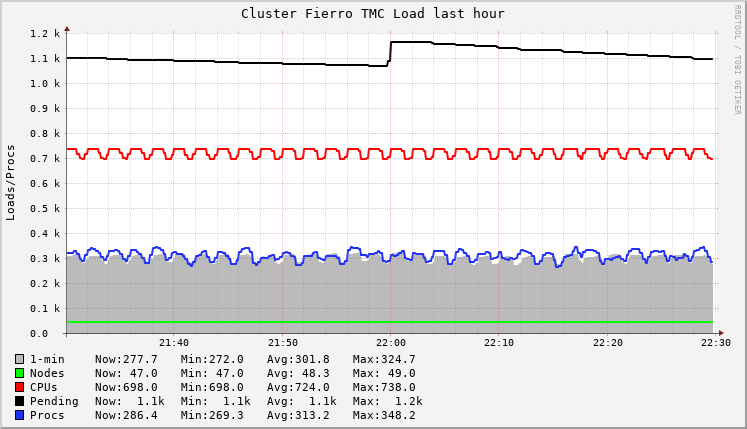 Cluster Fierro TMC Load last hour
RRDTOOL / TOBI OETIKER
Loads/Procs
1.2 k
1.1 k
1.0 k
0.9 k
0.8 k
0.7 k
0.6 k
0.5 k
0.4 k
0.3 k
0.2 k
0.1 k
0.0
21:40 21:50 22:00 22:10 22:20 22:30
1-min Now:277.7 Min:272.0 Avg:301.8 Max:324.7
Nodes Now: 47.0 Min: 47.0 Avg: 48.3 Max: 49.0
CPUs Now:698.0 Min:698.0 Avg:724.0 Max:738.0
Pending Now: 1.1k Min: 1.1k Avg: 1.1k Max: 1.2k
Procs Now:286.4 Min:269.3 Avg:313.2 Max:348.2